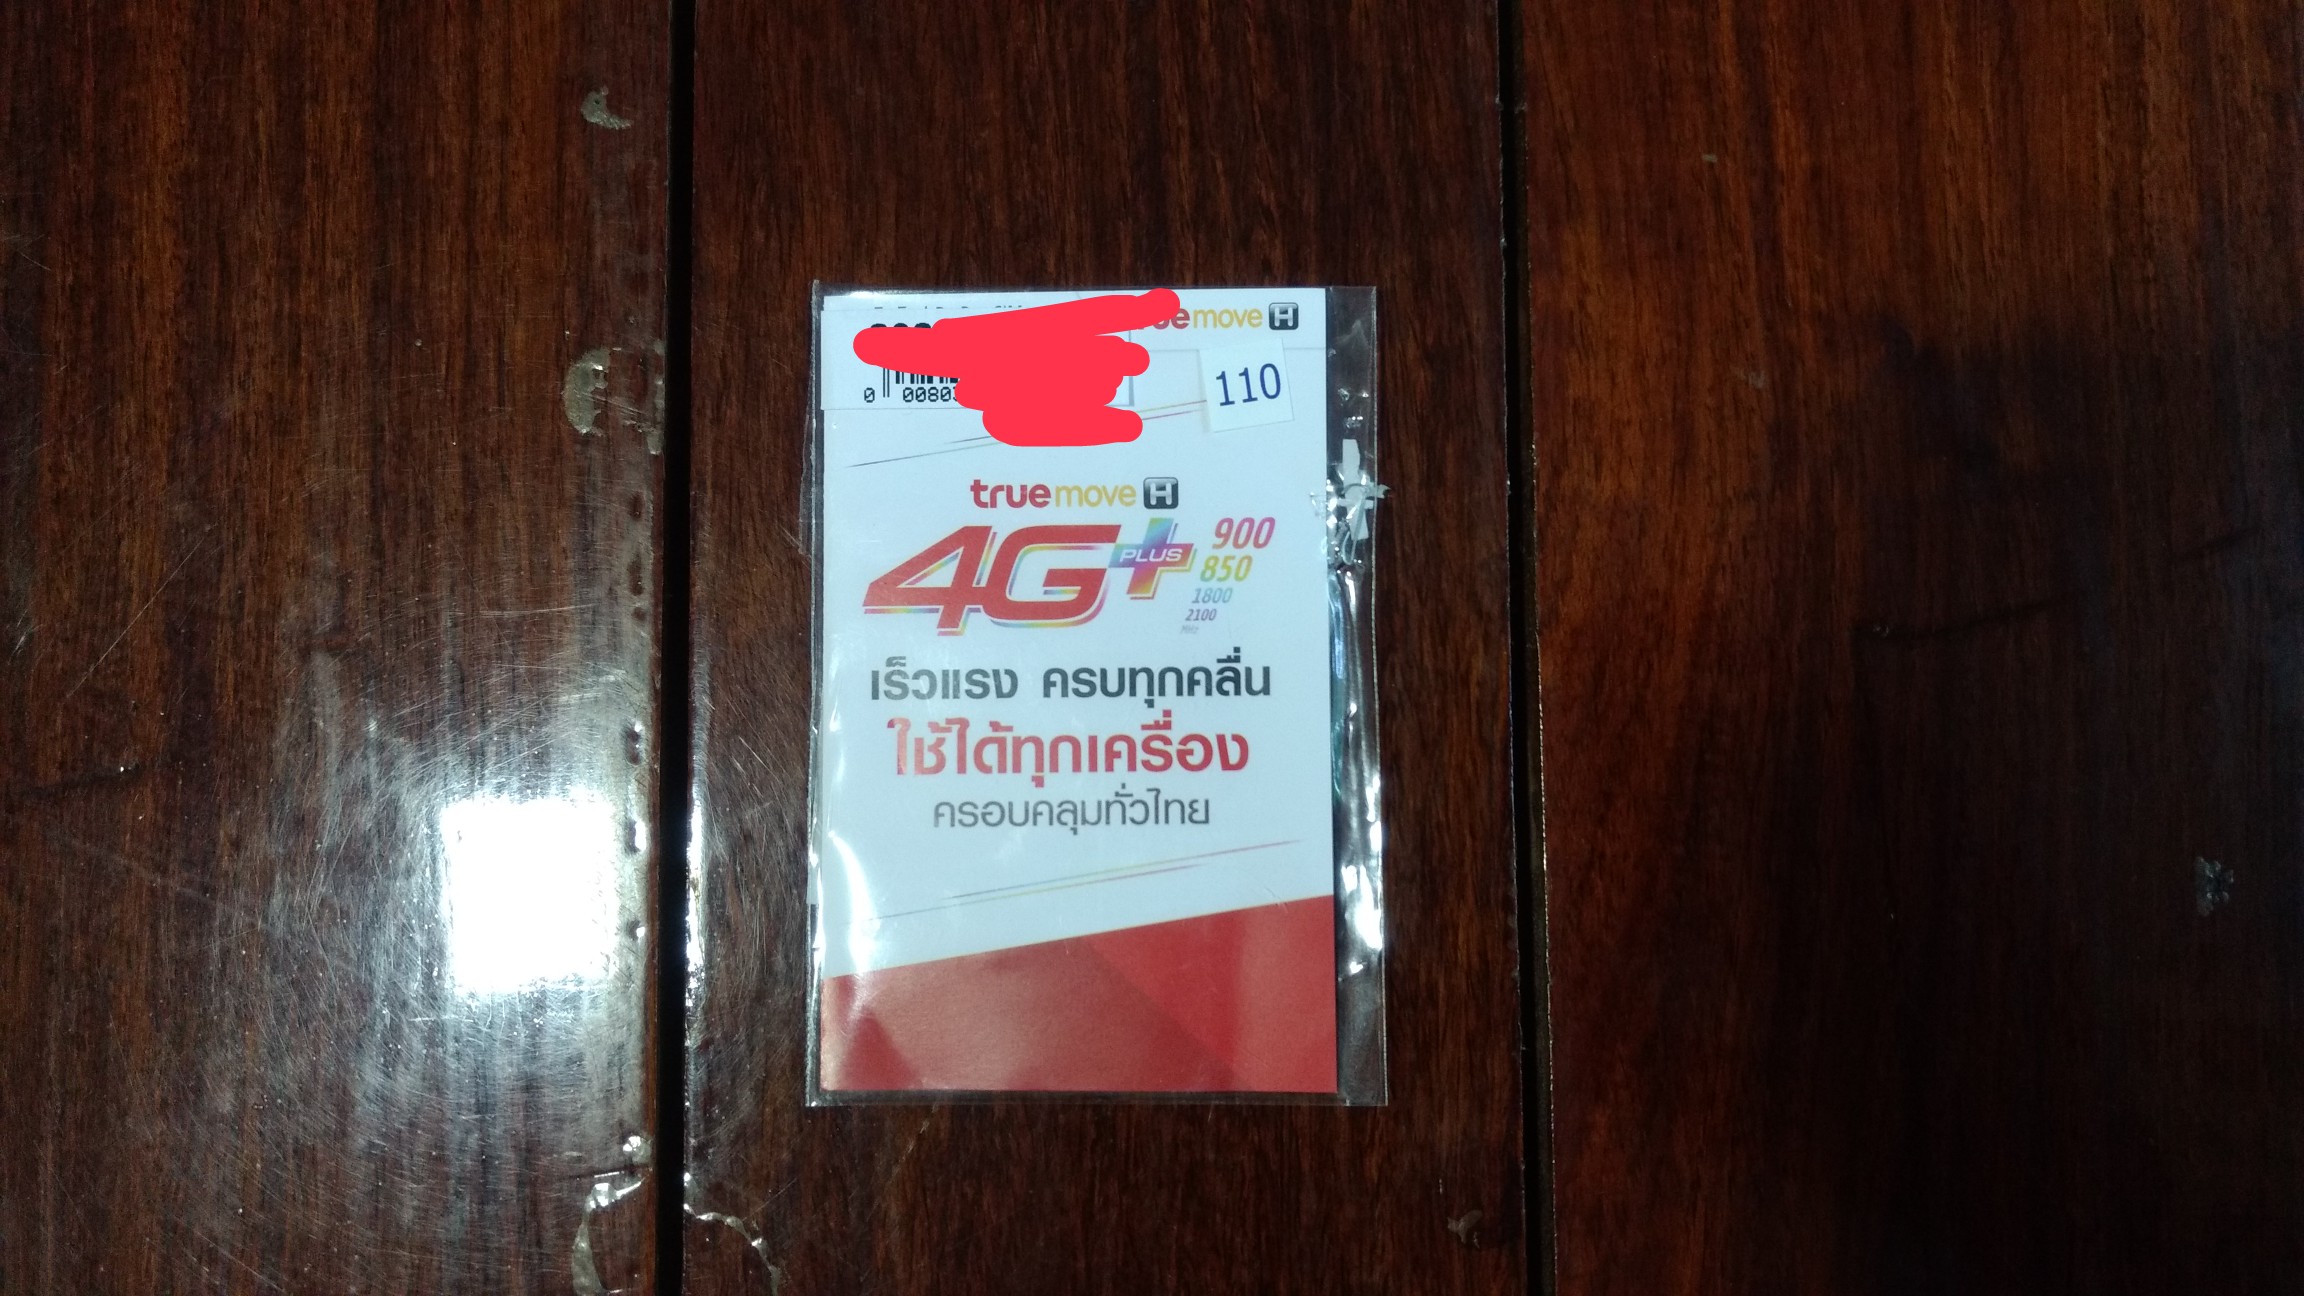 truemove H
110
0 00803
truemove H
4G PLUS+
900
850
1800
2100
MHz
เร็วแรง ครบทุกคลื่น
ใช้ได้ทุกเครื่อง
ครอบคลุมทั่วไทย